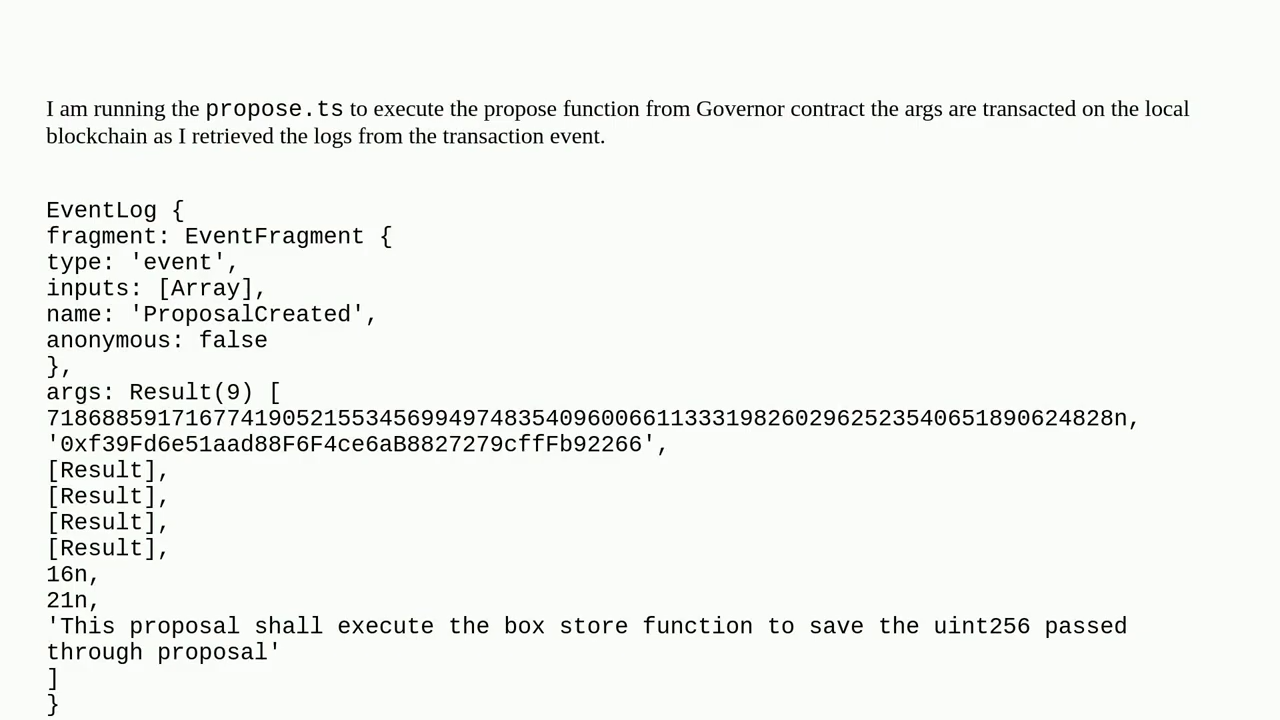 I am running the propose.ts to execute the propose function from Governor contract the args are transacted on the local
blockchain as I retrieved the logs from the transaction event.
EventLog {
fragment: EventFragment {
type: 'event',
inputs: [Array],
name: 'ProposalCreated',
anonymous: false
},
args: Result(9) [
71868859171677419052155345699497483540960066113331982602962523540651890624828n,
'0xf39Fd6e51aad88F6F4ce6aB8827279cffFb92266',
[Result],
[Result],
[Result],
[Result],
16n,
21n,
'This proposal shall execute the box store function to save the uint256 passed
through proposal'
]
}